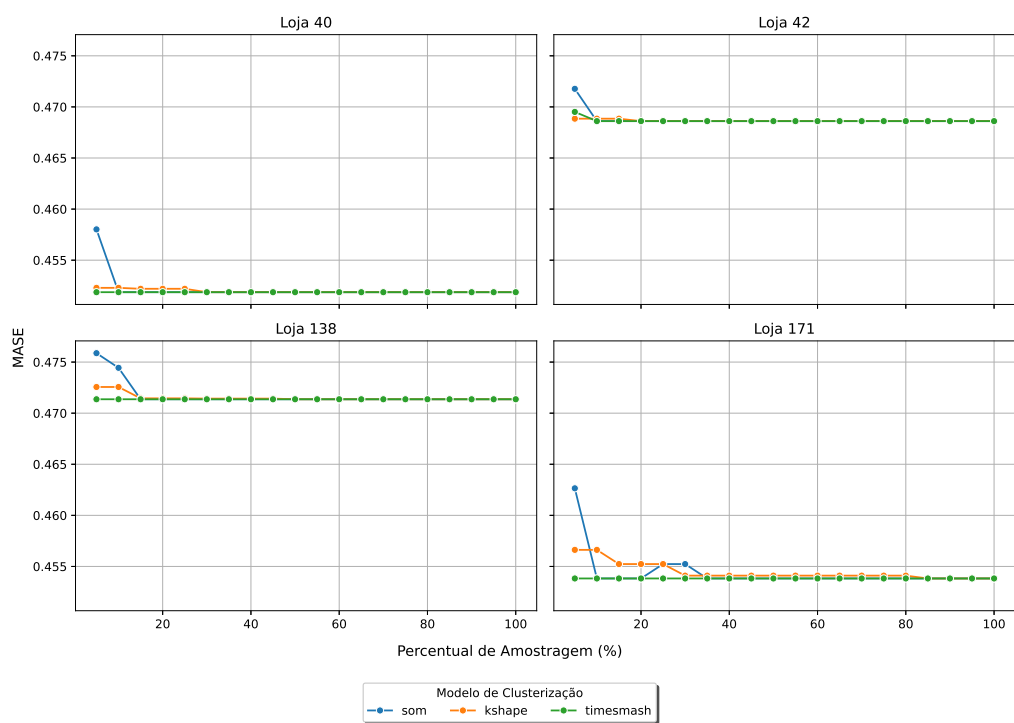 Loja 40
Loja 42
0.475
0.470
0.465
0.460
0.455
Loja 138
Loja 171
MASE
0.475
0.470
0.465
0.460
0.455
20 40 60 80 100
20 40 60 80 100
Percentual de Amostragem (%)
Modelo de Clusterização
som kshape timesmash